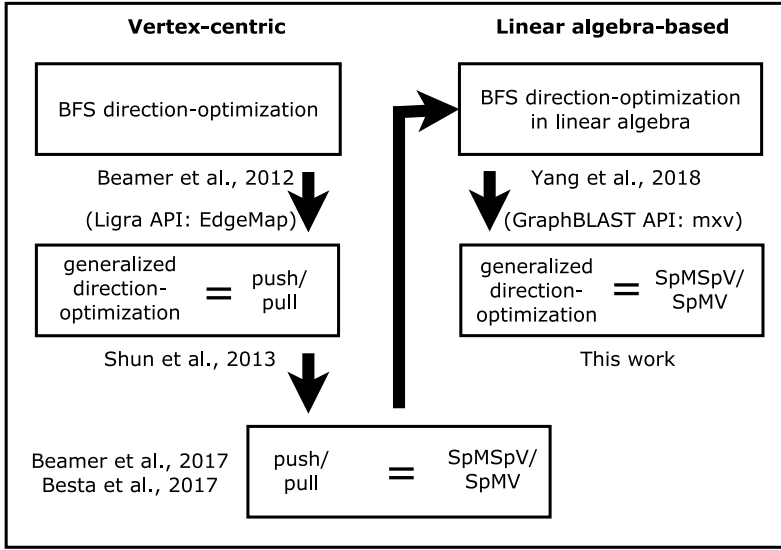 Vertex-centric
BFS direction-optimization
Beamer et al., 2012
(Ligra API: EdgeMap)
generalized
direction-
optimization
=
push/
pull
Shun et al., 2013
Beamer et al., 2017
Besta et al., 2017
push/
pull
=
SpMSpV/
SpMV
Linear algebra-based
BFS direction-optimization
in linear algebra
Yang et al., 2018
(GraphBLAST API: mxv)
generalized
direction-
optimization
=
SpMSpV/
SpMV
This work